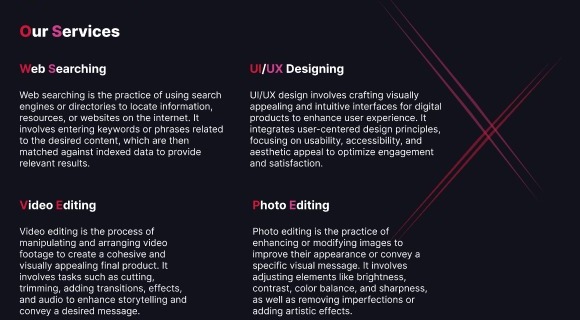 Our Services
Web Searching
Web searching is the practice of using search
engines or directories to locate information,
resources, or websites on the internet. It
involves entering keywords or phrases related
to the desired content, which are then
matched against indexed data to provide
relevant results.
UI/UX Designing
UI/UX design involves crafting visually
appealing and intuitive interfaces for digital
products to enhance user experience. It
integrates user-centered design principles,
focusing on usability, accessibility, and
aesthetic appeal to optimize engagement
and satisfaction.
Video Editing
Video editing is the process of
manipulating and arranging video
footage to create a cohesive and
visually appealing final product. It
involves tasks such as cutting,
trimming, adding transitions, effects,
and audio to enhance storytelling and
convey a desired message.
Photo Editing
Photo editing is the practice of
enhancing or modifying images to
improve their appearance or convey a
specific visual message. It involves
adjusting elements like brightness,
contrast, color balance, and sharpness,
as well as removing imperfections or
adding artistic effects.